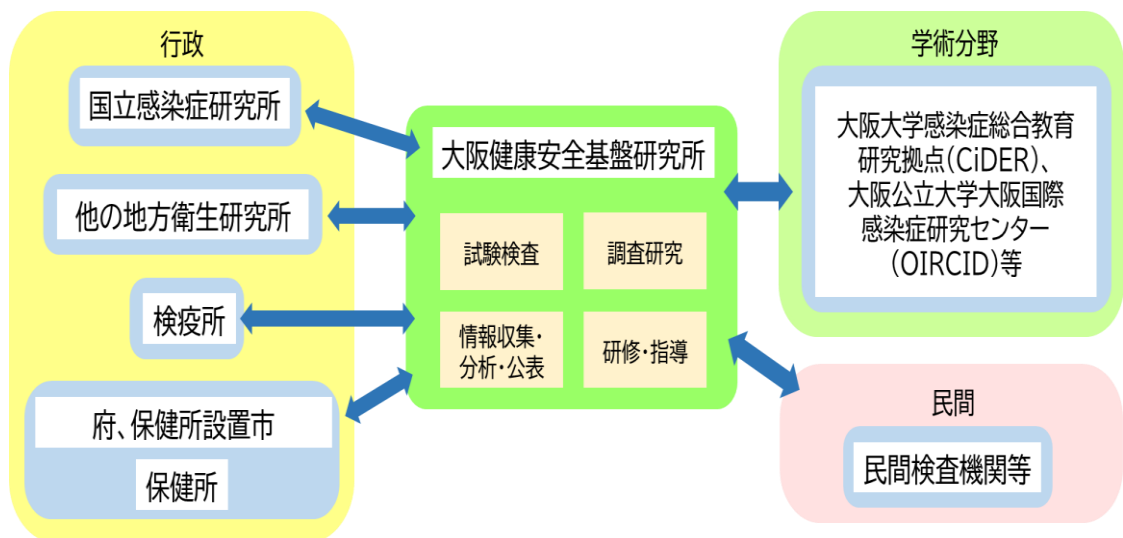 行政
国立感染症研究所
他の地方衛生研究所
検疫所
府、保健所設置市
保健所
大阪健康安全基盤研究所
試験検査
調査研究
情報収集・
分析・公表
研修・指導
学術分野
大阪大学感染症総合教育
研究拠点(CiDER)、
大阪公立大学大阪国際
感染症研究センター
(OIRCID)等
民間
民間検査機関等